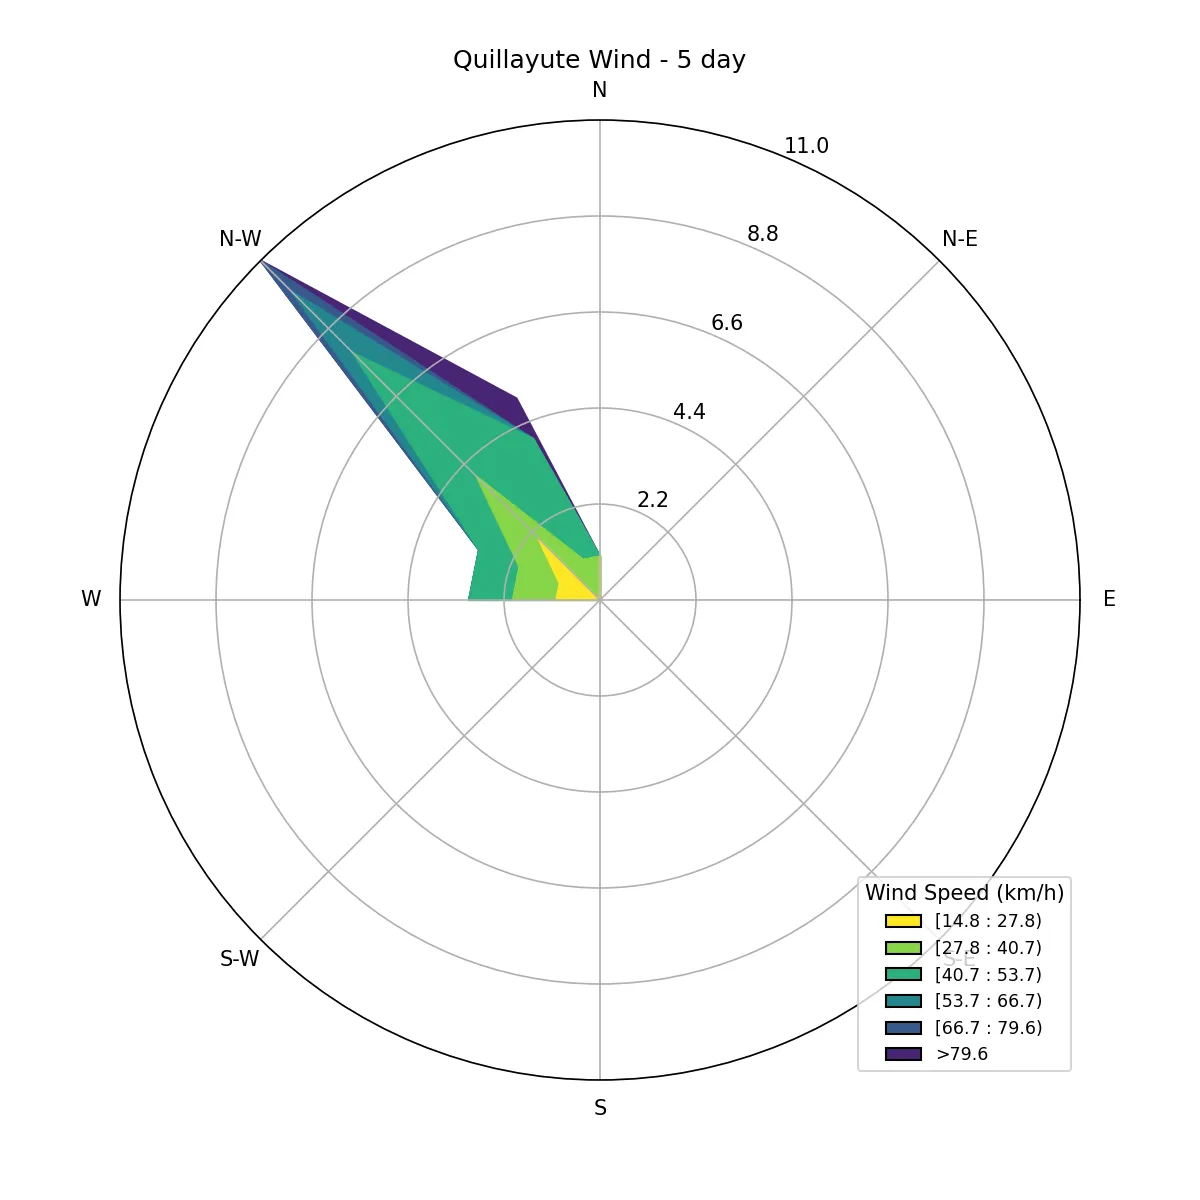 Quillayute Wind - 5 day
N
11.0
8.8
N-W
N-E
6.6
4.4
2.2
W
E
Wind Speed (km/h)
[14.8 : 27.8)
[27.8 : 40.7)
S-W
S-E
[40.7 : 53.7)
[53.7 : 66.7)
[66.7 : 79.6)
>79.6
S